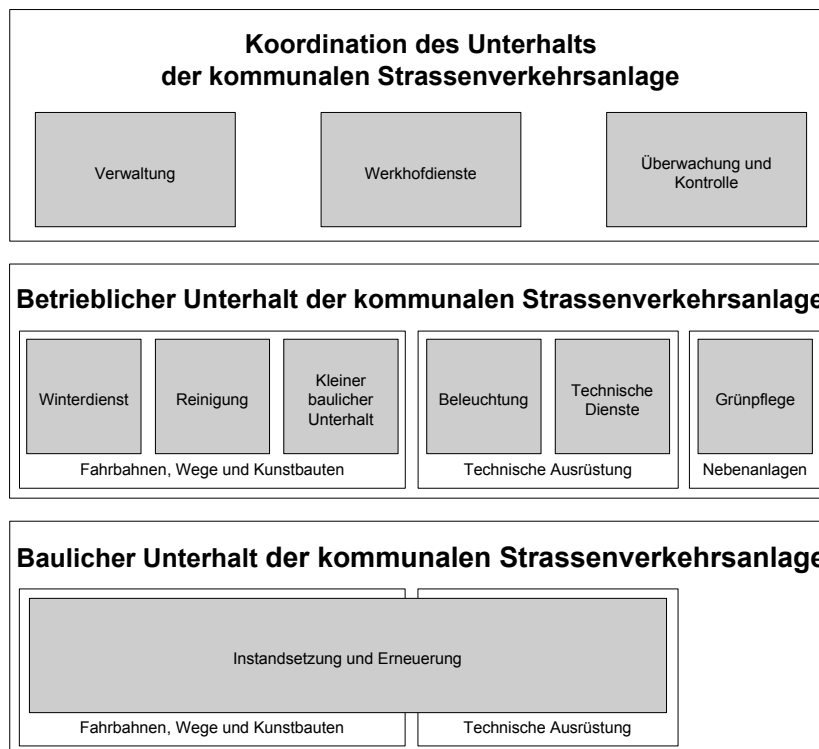 Koordination des Unterhalts
der kommunalen Strassenverkehrsanlage
Verwaltung
Werkhofdienste
Überwachung und
Kontrolle
Betrieblicher Unterhalt der kommunalen Strassenverkehrsanlage
Winterdienst
Reinigung
Kleiner
baulicher
Unterhalt
Beleuchtung
Technische
Dienste
Grünpflege
Fahrbahnen, Wege und Kunstbauten
Technische Ausrüstung
Nebenanlagen
Baulicher Unterhalt der kommunalen Strassenverkehrsanlage
Instandsetzung und Erneuerung
Fahrbahnen, Wege und Kunstbauten
Technische Ausrüstung